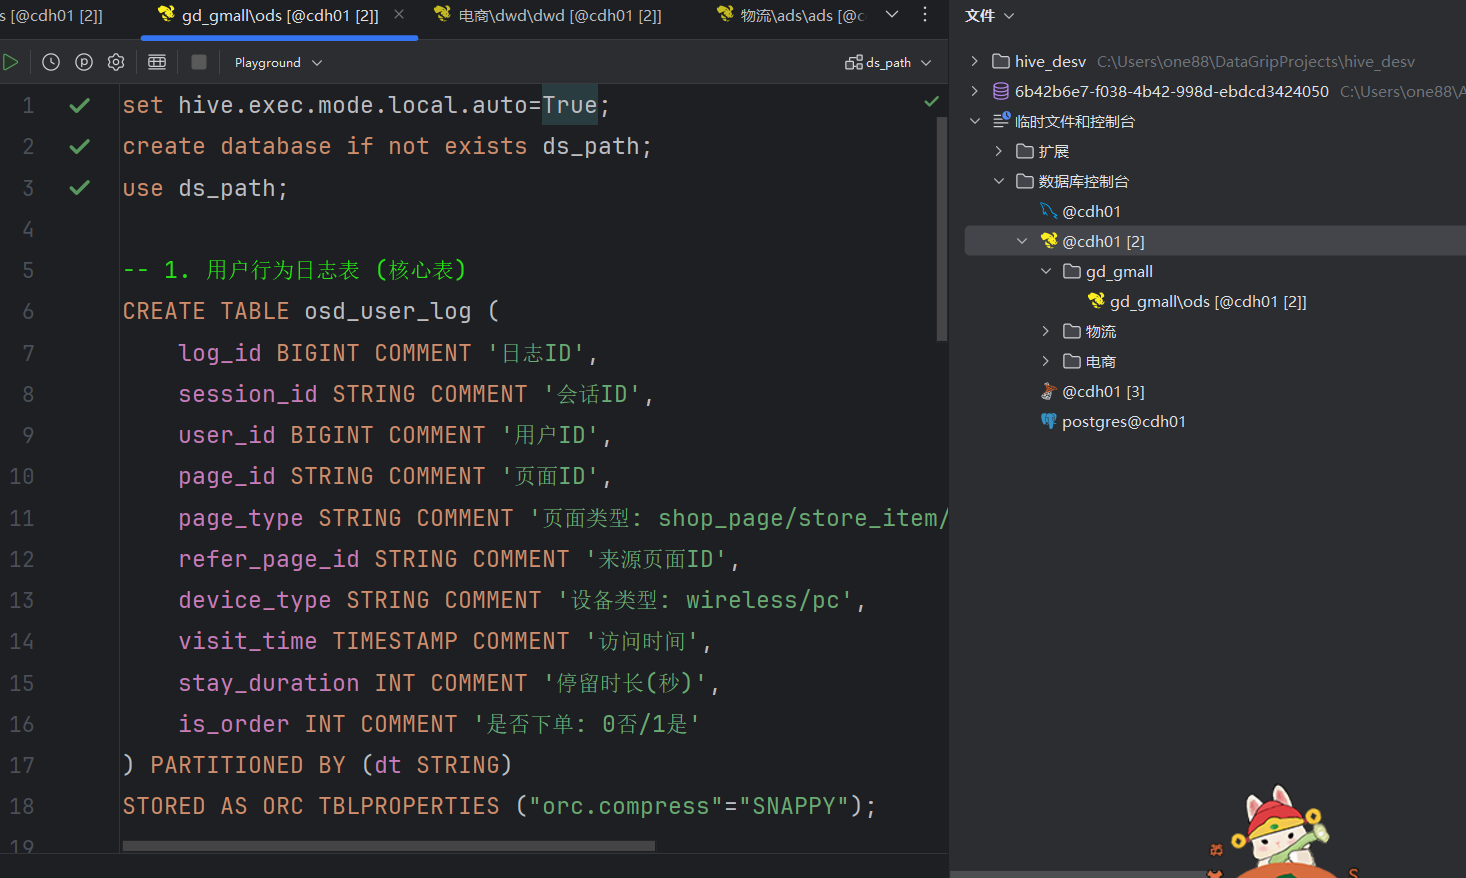 s [@cdh01 [2]]
gd_gmall\ods [@cdh01 [2]]
电商\dwd\dwd [@cdh01 [2]]
物流\ads\ads [@c
Playground
ds_path
1 set hive.exec.mode.local.auto=True;
2 create database if not exists ds_path;
3 use ds_path;
4
5 -- 1. 用户行为日志表 (核心表)
6 CREATE TABLE osd_user_log (
7 log_id BIGINT COMMENT '日志ID',
8 session_id STRING COMMENT '会话ID',
9 user_id BIGINT COMMENT '用户ID',
10 page_id STRING COMMENT '页面ID',
11 page_type STRING COMMENT '页面类型: shop_page/store_item/
12 refer_page_id STRING COMMENT '来源页面ID',
13 device_type STRING COMMENT '设备类型: wireless/pc',
14 visit_time TIMESTAMP COMMENT '访问时间',
15 stay_duration INT COMMENT '停留时长(秒)',
16 is_order INT COMMENT '是否下单: 0否/1是'
17 ) PARTITIONED BY (dt STRING)
18 STORED AS ORC TBLPROPERTIES ("orc.compress"="SNAPPY");
19
文件
hive_desv C:\Users\one88\DataGripProjects\hive_desv
6b42b6e7-f038-4b42-998d-ebdcd3424050 C:\Users\one88\A
临时文件和控制台
扩展
数据库控制台
@cdh01
@cdh01 [2]
gd_gmall
gd_gmall\ods [@cdh01 [2]]
物流
电商
@cdh01 [3]
postgres@cdh01